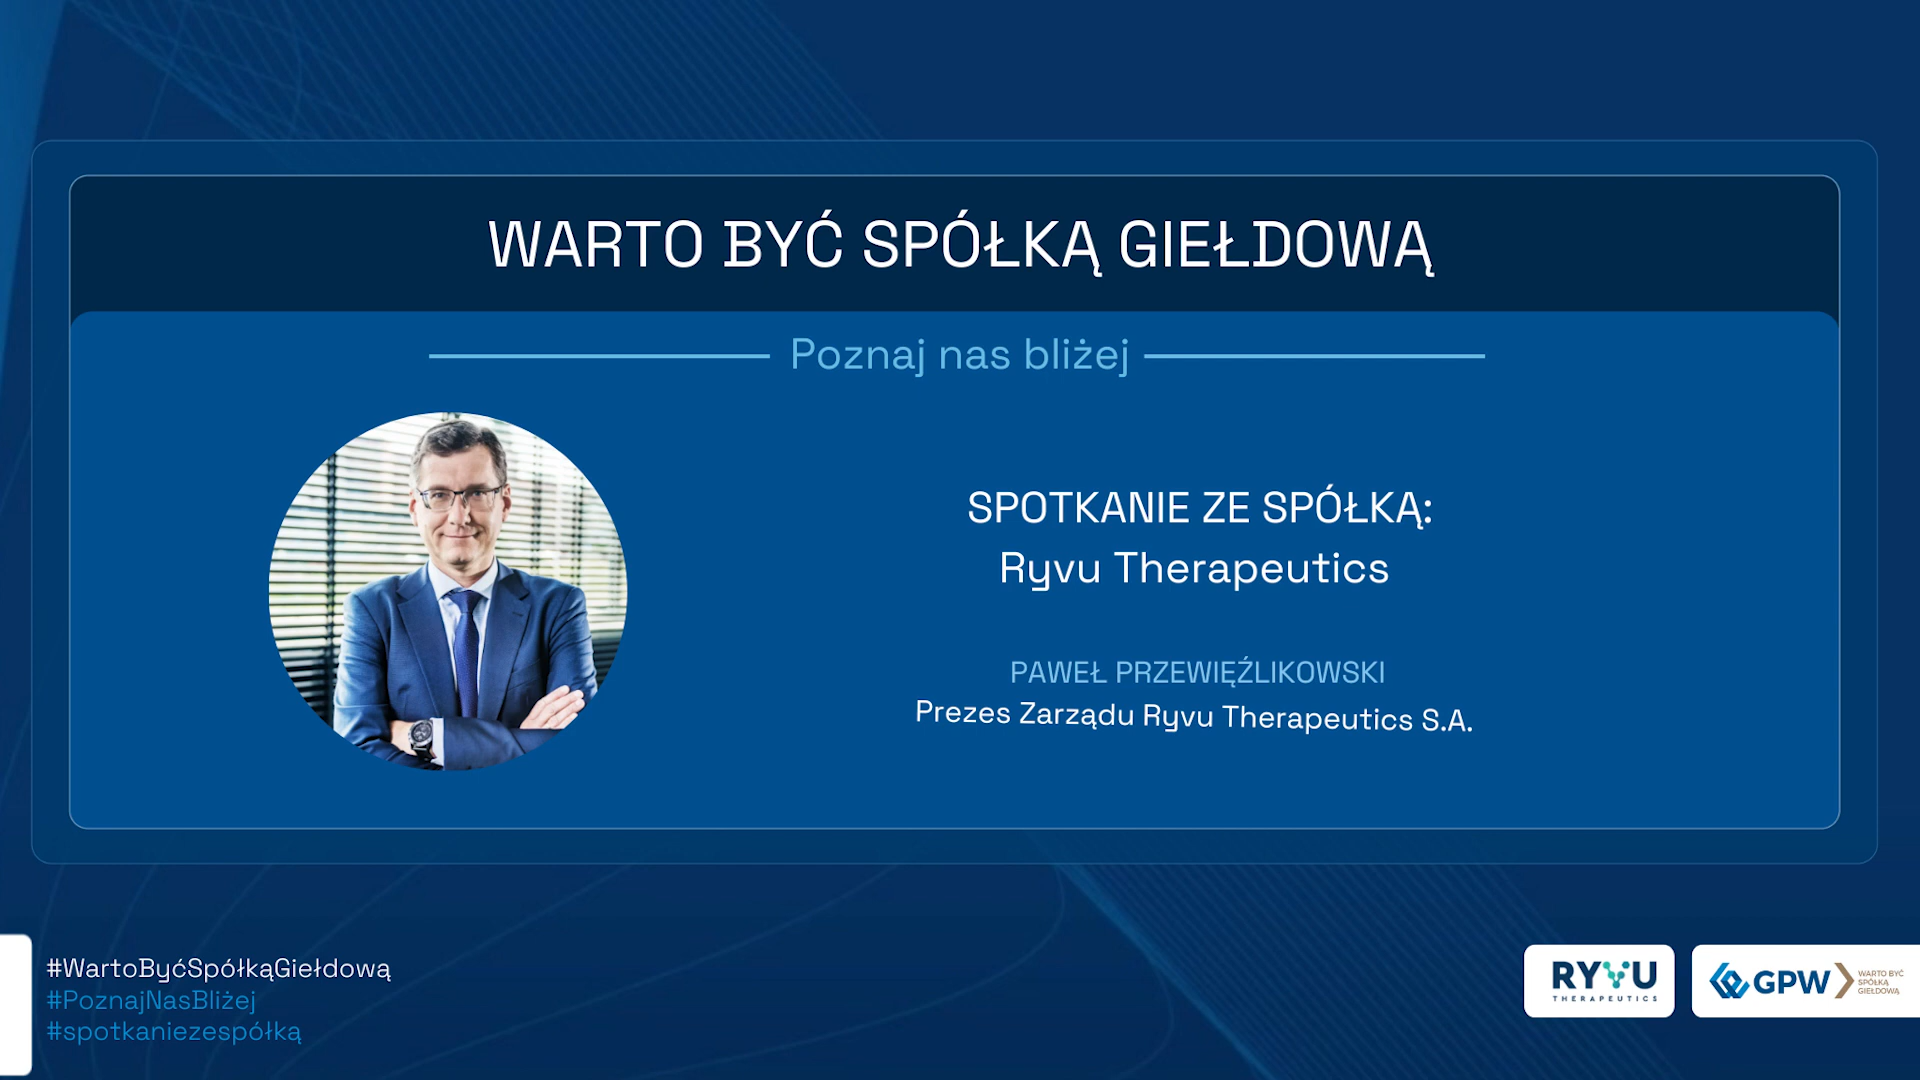 WARTO BYĆ SPÓŁKĄ GIEŁDOWĄ
Poznaj nas bliżej
SPOTKANIE ZE SPÓŁKĄ:
Ryvu Therapeutics
PAWEŁ PRZEWIĘŹLIKOWSKI
Prezes Zarządu Ryvu Therapeutics S.A.
#WartoByćSpółkąGiełdową
#PoznajNasBliżej
#spotkaniezespółką
RYVU
THERAPEUTICS
GPW
WARTO BYĆ
SPÓŁKĄ
GIEŁDOWĄ